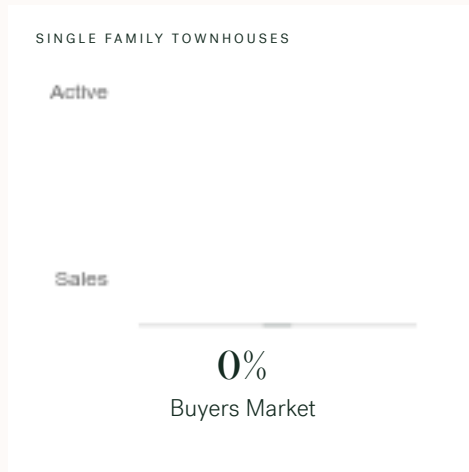 SINGLE FAMILY TOWNHOUSES
Active
Sales
0%
Buyers Market